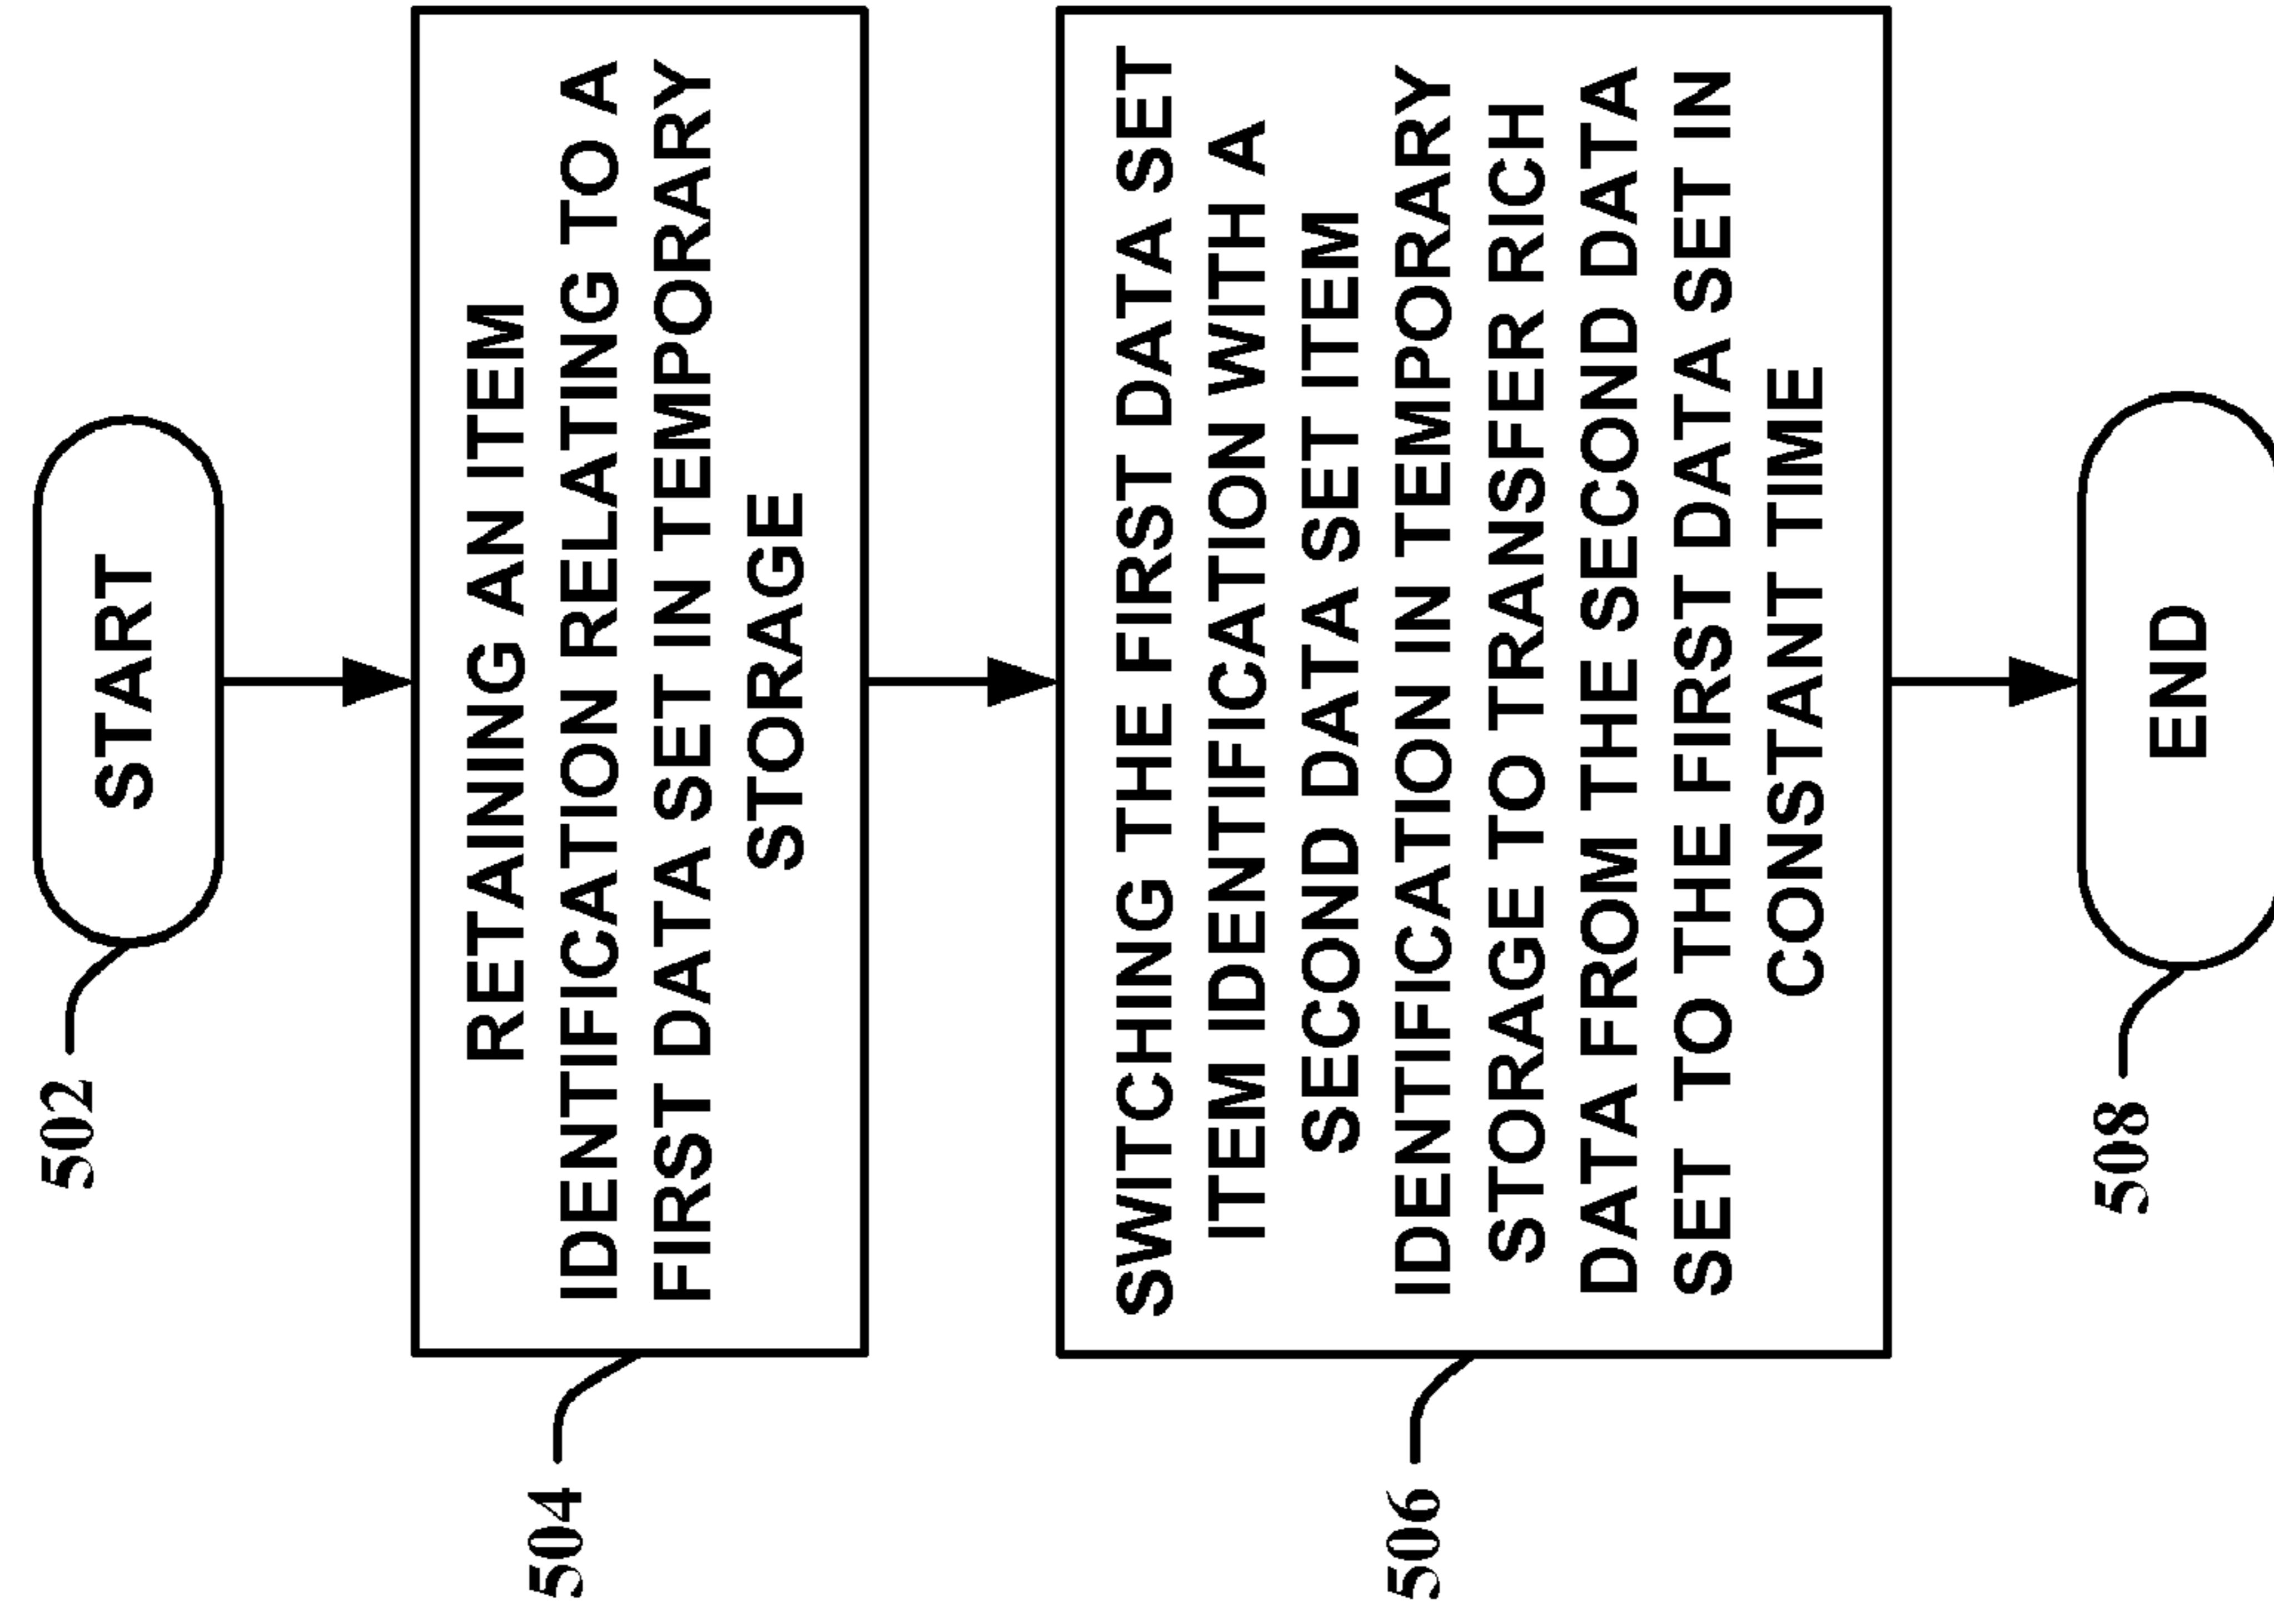 502
START
504
RETAINING AN ITEM
IDENTIFICATION RELATING TO A
FIRST DATA SET IN TEMPORARY
STORAGE
506
SWITCHING THE FIRST DATA SET
ITEM IDENTIFICATION WITH A
SECOND DATA SET ITEM
IDENTIFICATION IN TEMPORARY
STORAGE TO TRANSFER RICH
DATA FROM THE SECOND DATA
SET TO THE FIRST DATA SET IN
CONSTANT TIME
508
END